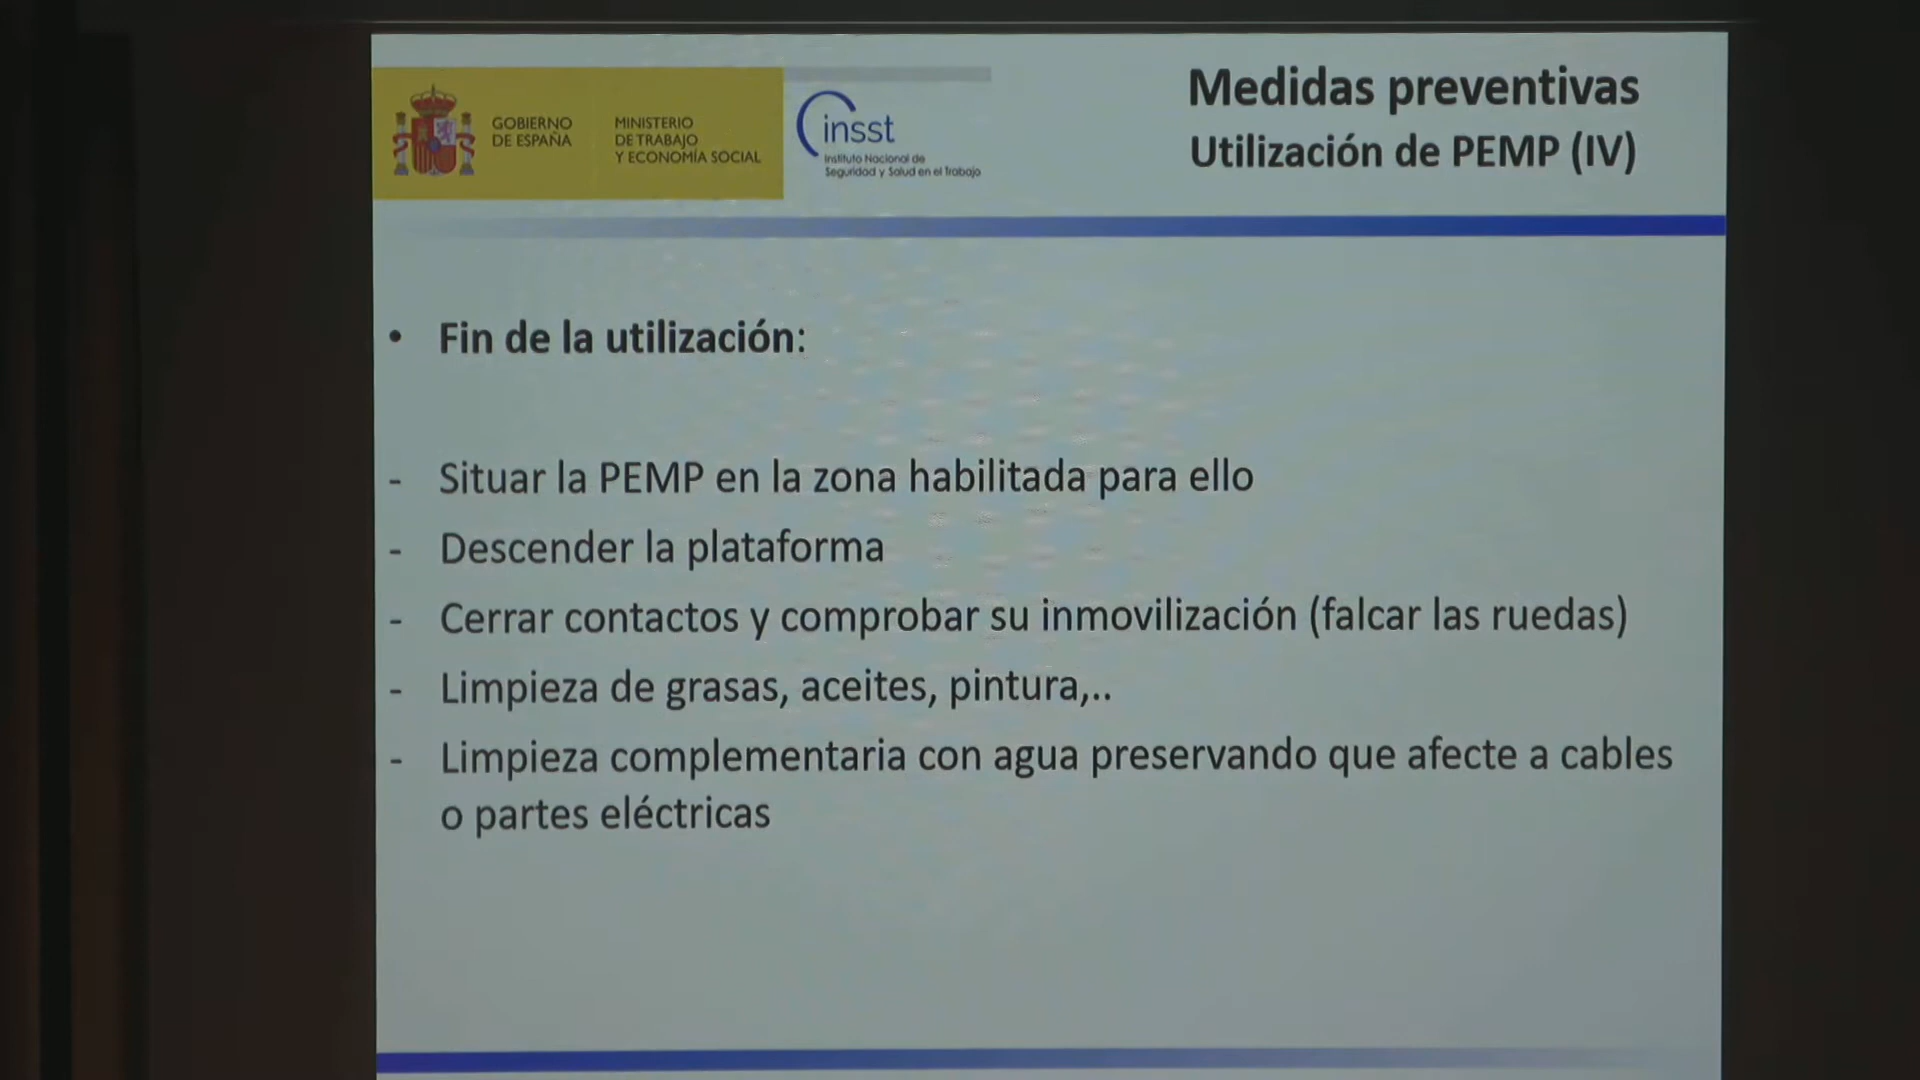 GOBIERNO
DE ESPAÑA
MINISTERIO
DE TRABAJO
Y ECONOMÍA SOCIAL
insst
Instituto Nacional de
Seguridad y Salud en el Trabajo
Medidas preventivas
Utilización de PEMP (IV)
• Fin de la utilización:
- Situar la PEMP en la zona habilitada para ello
- Descender la plataforma
- Cerrar contactos y comprobar su inmovilización (falcar las ruedas)
- Limpieza de grasas, aceites, pintura,..
- Limpieza complementaria con agua preservando que afecte a cables
o partes eléctricas